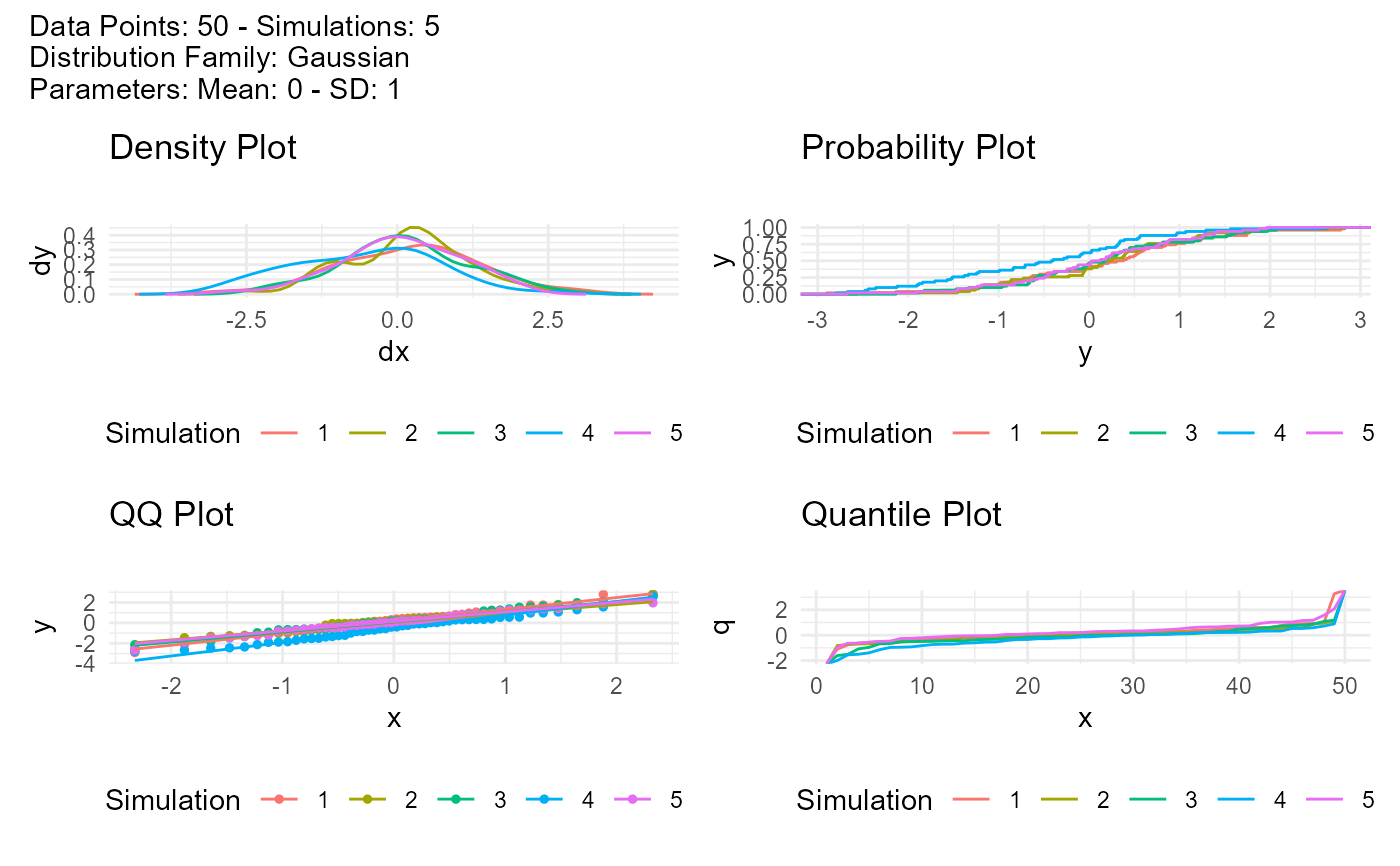 Data Points: 50 - Simulations: 5
Distribution Family: Gaussian
Parameters: Mean: 0 - SD: 1
Density Plot
dy
0.4
0.3
0.2
0.1
0.0
-2.5 0.0 2.5
dx
Simulation 1 2 3 4 5
Probability Plot
y
1.00
0.75
0.50
0.25
0.00
-3 -2 -1 0 1 2 3
y
Simulation 1 2 3 4 5
QQ Plot
y
2
0
-2
-4
-2 -1 0 1 2
x
Simulation 1 2 3 4 5
Quantile Plot
q
2
0
-2
0 10 20 30 40 50
x
Simulation 1 2 3 4 5